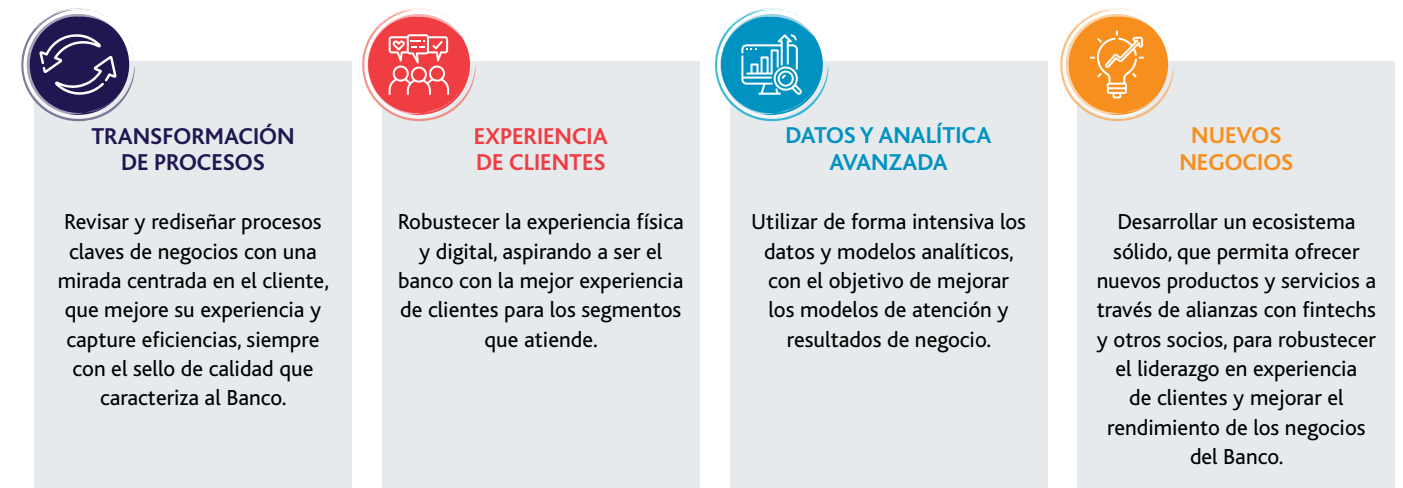 TRANSFORMACIÓN
DE PROCESOS
Revisar y rediseñar procesos
claves de negocios con una
mirada centrada en el cliente,
que mejore su experiencia y
capture eficiencias, siempre
con el sello de calidad que
caracteriza al Banco.
EXPERIENCIA
DE CLIENTES
Robustecer la experiencia física
y digital, aspirando a ser el
banco con la mejor experiencia
de clientes para los segmentos
que atiende.
DATOS Y ANALÍTICA
AVANZADA
Utilizar de forma intensiva los
datos y modelos analíticos,
con el objetivo de mejorar
los modelos de atención y
resultados de negocio.
NUEVOS
NEGOCIOS
Desarrollar un ecosistema
sólido, que permita ofrecer
nuevos productos y servicios a
través de alianzas con fintechs
y otros socios, para robustecer
el liderazgo en experiencia
de clientes y mejorar el
rendimiento de los negocios
del Banco.